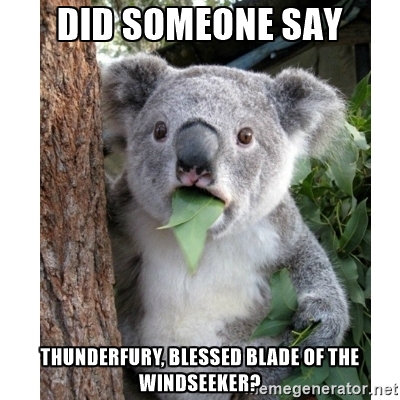 DID SOMEONE SAY
THUNDERFURY, BLESSED BLADE OF THE
WINDSEEKER?
memegenerator.net